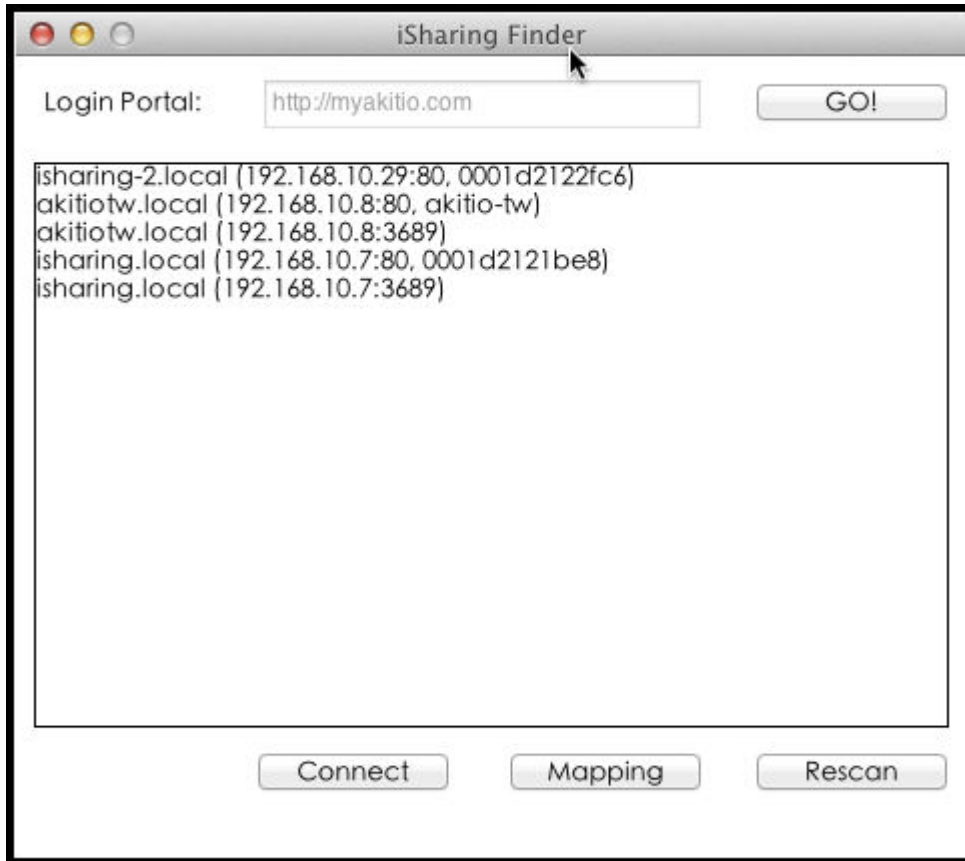 iSharing Finder
Login Portal: http://myakitio.com GO!
isharing-2.local (192.168.10.29:80, 0001d2122fc6)
akitiotw.local (192.168.10.8:80, akitio-tw)
akitiotw.local (192.168.10.8:3689)
isharing.local (192.168.10.7:80, 0001d2121be8)
isharing.local (192.168.10.7:3689)
Connect Mapping Rescan